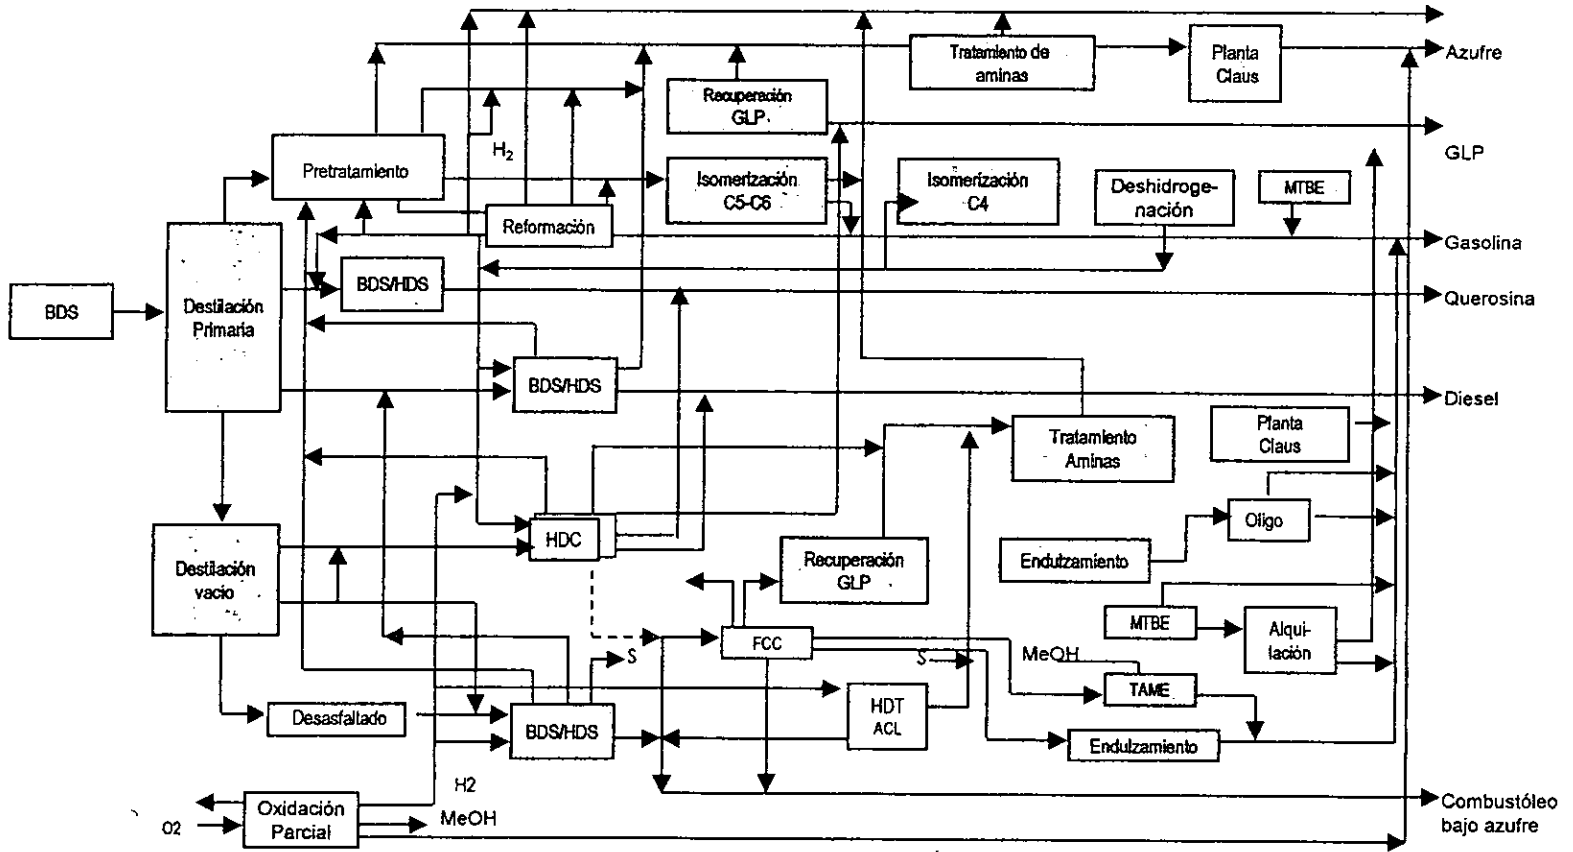 Tratamiento de
aminas
Planta
Claus
Azufre
Recuperación
GLP
GLP
H2
Pretratamiento
Isomerización
C5-C6
Isomerización
C4
Deshidroge-
nación
MTBE
Reformación
Gasolina
BDS
Destilación
Primaria
BDS/HDS
Querosina
BDS/HDS
Diesel
Planta
Claus
Tratamiento
Aminas
Oligo
HDC
Endulzamiento
Destilación
vacio
Recuperación
GLP
MTBE
Alqui-
lación
FCC
S
S
MeOH
TAME
HDT
ACL
Desasfaltado
BDS/HDS
Endulzamiento
H2
Oxidación
Parcial
O2
MeOH
Combustóleo
bajo azufre